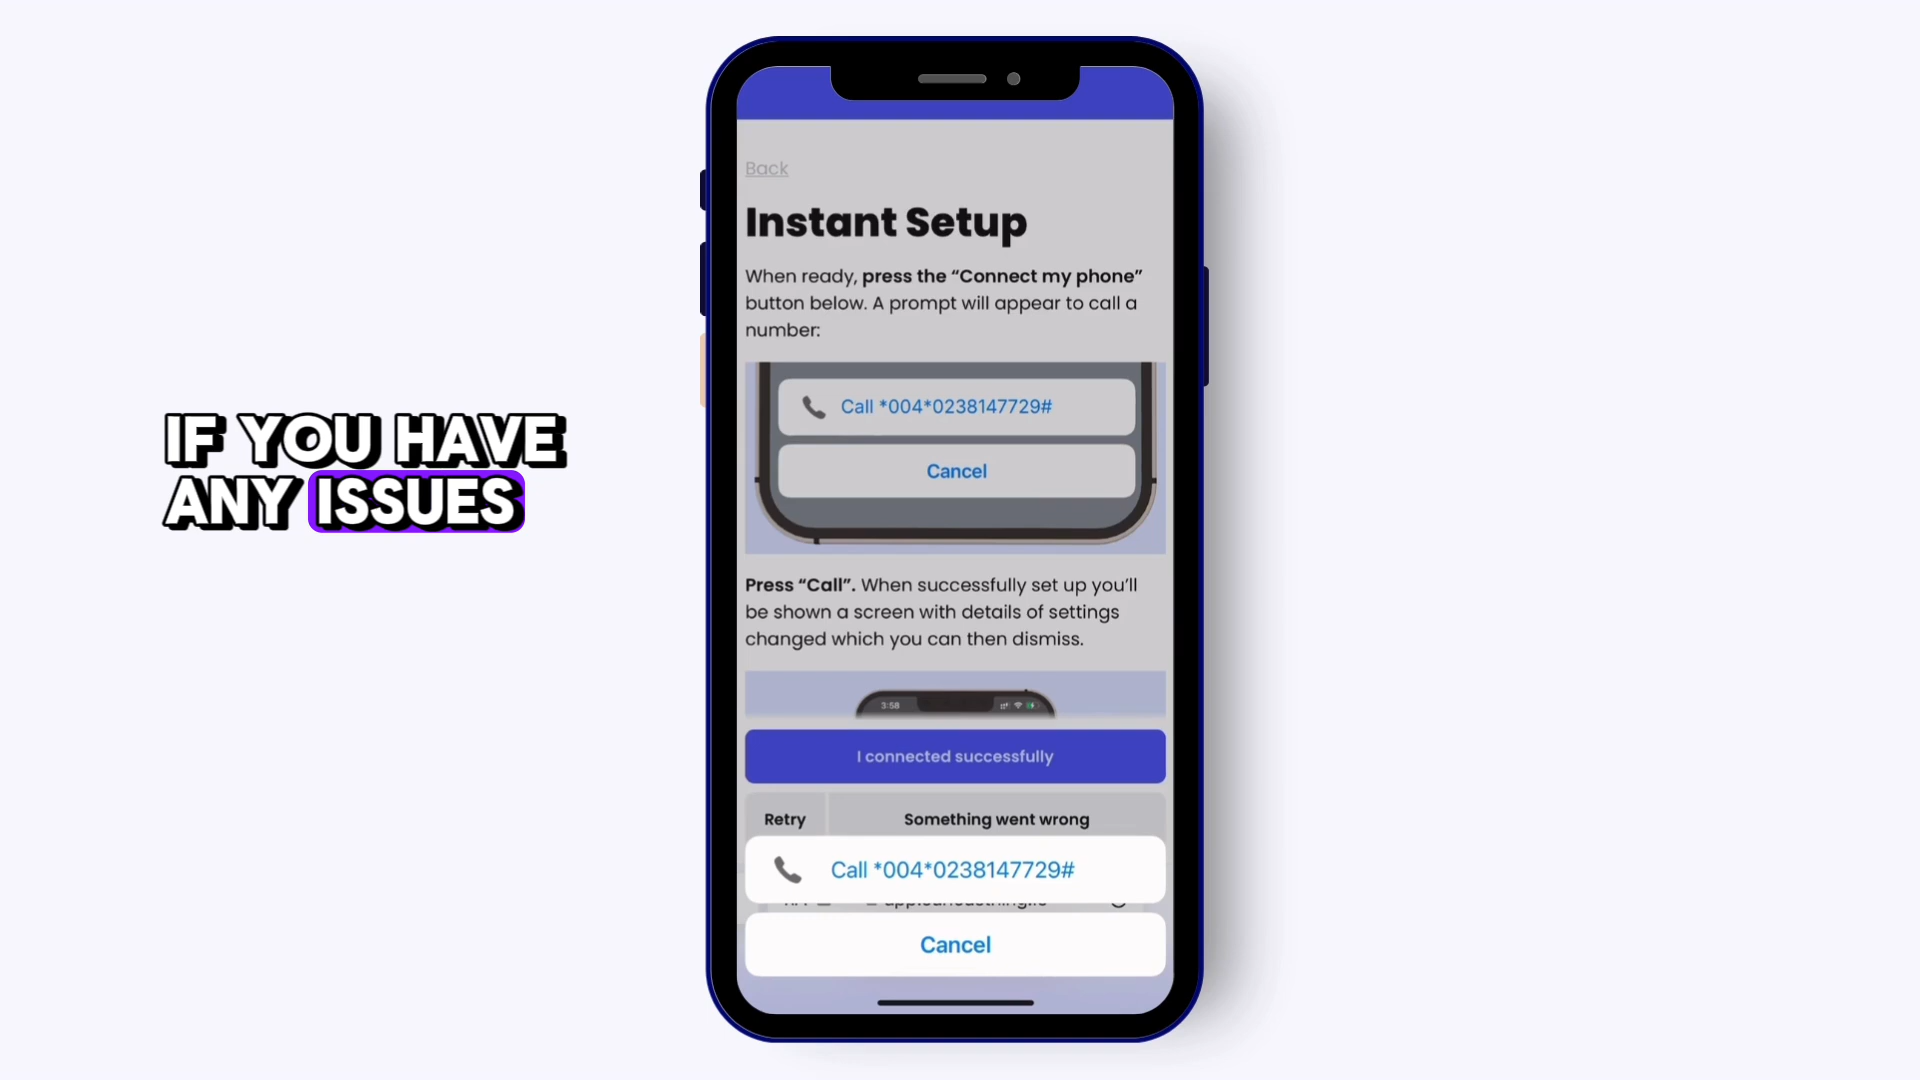 IF YOU HAVE
ANY ISSUES
Back
Instant Setup
When ready, press the “Connect my phone”
button below. A prompt will appear to call a
number:
Call *004*0238147729#
Cancel
Press “Call”. When successfully set up you’ll
be shown a screen with details of settings
changed which you can then dismiss.
3:58
I connected successfully
Retry
Something went wrong
Call *004*0238147729#
Cancel